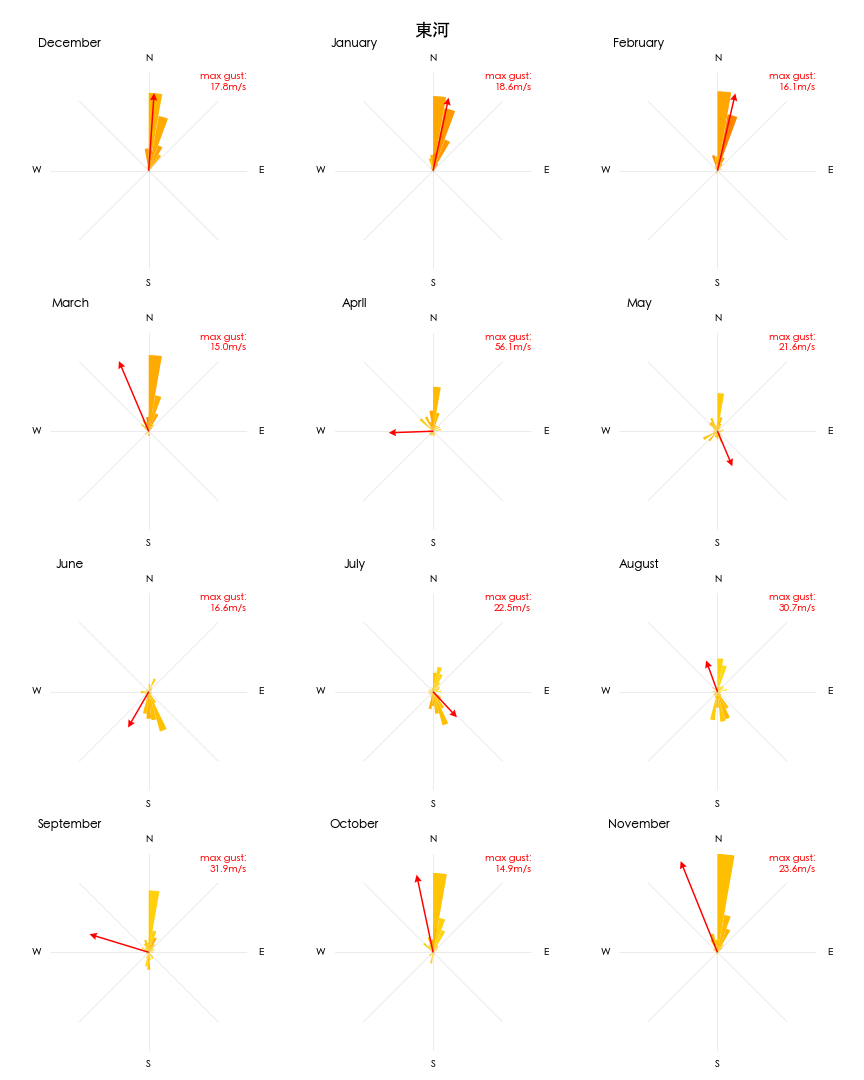 東河
December
N
max gust:
17.8m/s
W
E
S
January
N
max gust:
18.6m/s
W
E
S
February
N
max gust:
16.1m/s
W
E
S
March
N
max gust:
15.0m/s
W
E
S
April
N
max gust:
56.1m/s
W
E
S
May
N
max gust:
21.6m/s
W
E
S
June
N
max gust:
16.6m/s
W
E
S
July
N
max gust:
22.5m/s
W
E
S
August
N
max gust:
30.7m/s
W
E
S
September
N
max gust:
31.9m/s
W
E
S
October
N
max gust:
14.9m/s
W
E
S
November
N
max gust:
23.6m/s
W
E
S